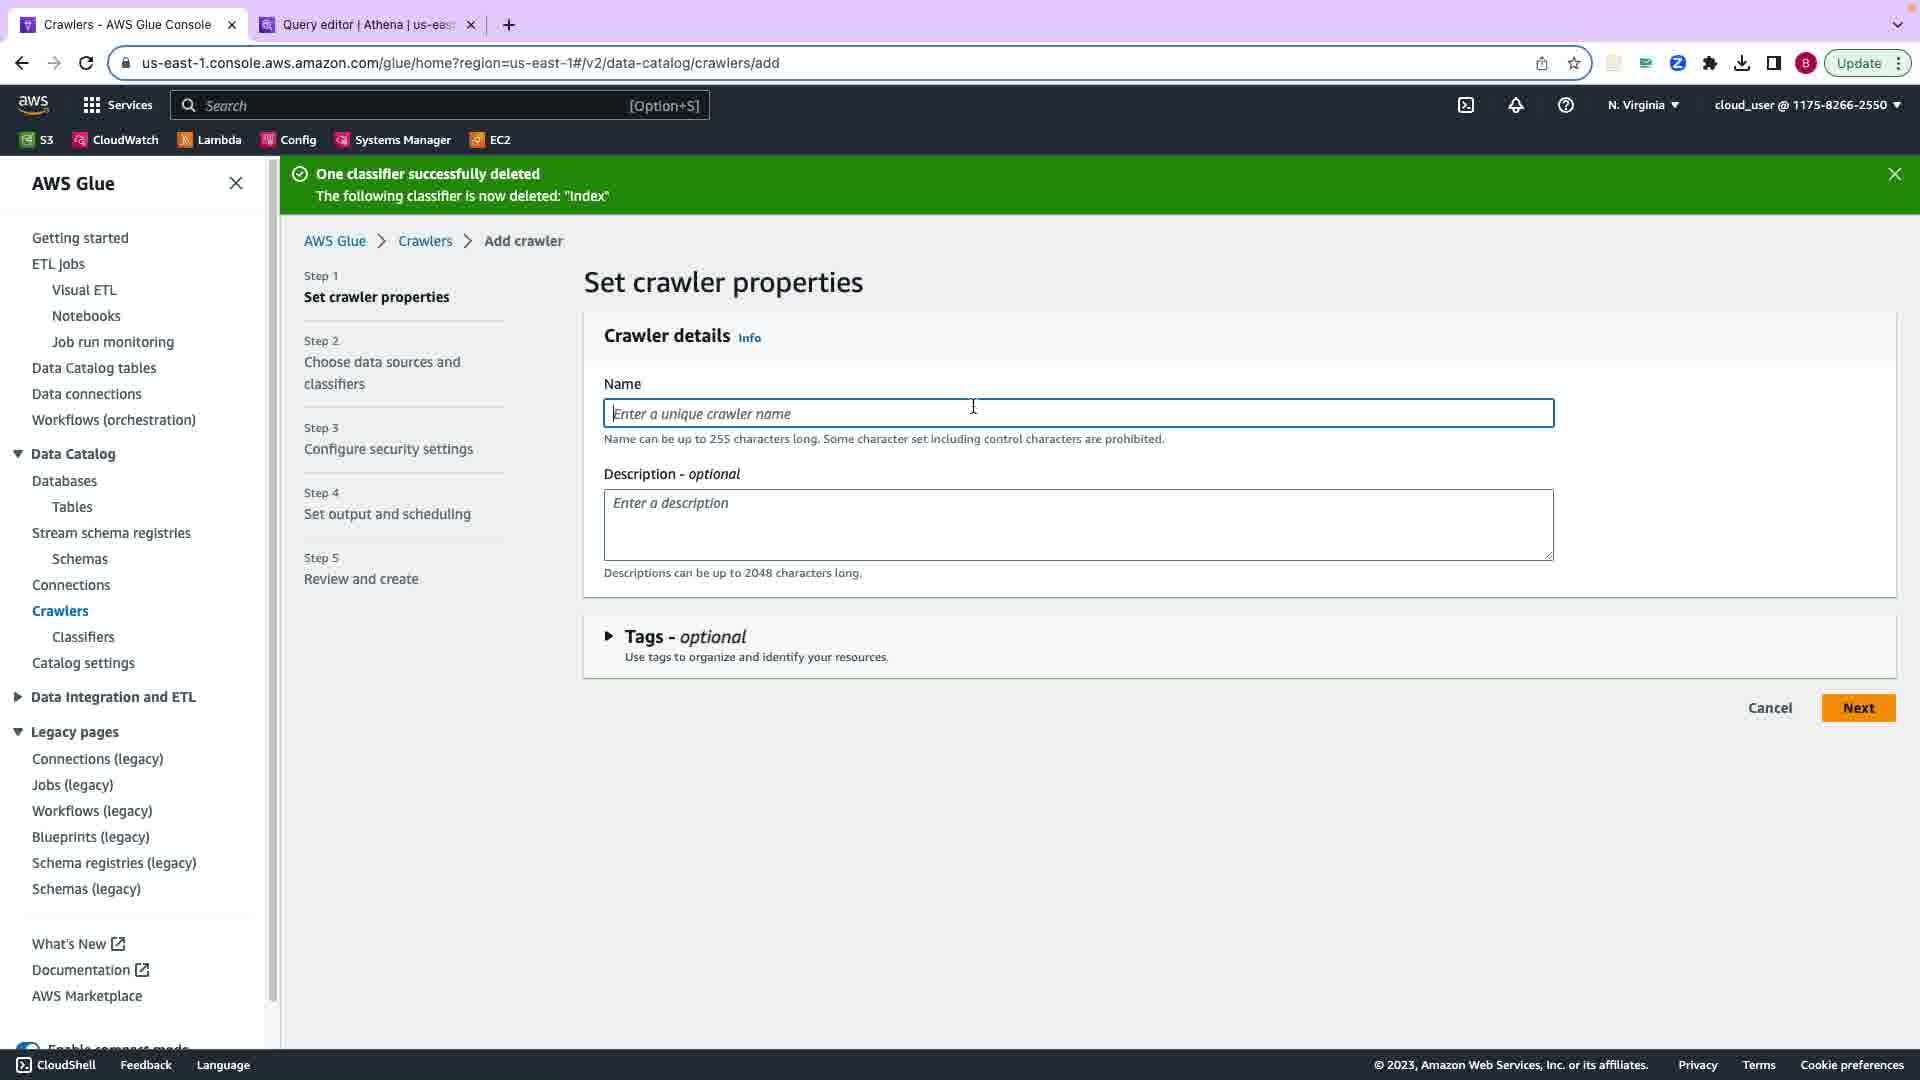 Crawlers - AWS Glue Console
Query editor | Athena | us-eas
us-east-1.console.aws.amazon.com/glue/home?region=us-east-1#/v2/data-catalog/crawlers/add
B
Update
aws
Services
Search
[Option+S]
N. Virginia
cloud_user @ 1175-8266-2550
S3
CloudWatch
Lambda
Config
Systems Manager
EC2
AWS Glue
Getting started
ETL jobs
Visual ETL
Notebooks
Job run monitoring
Data Catalog tables
Data connections
Workflows (orchestration)
Data Catalog
Databases
Tables
Stream schema registries
Schemas
Connections
Crawlers
Classifiers
Catalog settings
Data Integration and ETL
Legacy pages
Connections (legacy)
Jobs (legacy)
Workflows (legacy)
Blueprints (legacy)
Schema registries (legacy)
Schemas (legacy)
What's New
Documentation
AWS Marketplace
Enable compact mode
One classifier successfully deleted
The following classifier is now deleted: "Index"
AWS Glue > Crawlers > Add crawler
Step 1
Set crawler properties
Step 2
Choose data sources and
classifiers
Step 3
Configure security settings
Step 4
Set output and scheduling
Step 5
Review and create
Set crawler properties
Crawler details Info
Name
Enter a unique crawler name
Name can be up to 255 characters long. Some character set including control characters are prohibited.
Description - optional
Enter a description
Descriptions can be up to 2048 characters long.
Tags - optional
Use tags to organize and identify your resources.
Cancel
Next
CloudShell
Feedback
Language
© 2023, Amazon Web Services, Inc. or its affiliates.
Privacy
Terms
Cookie preferences